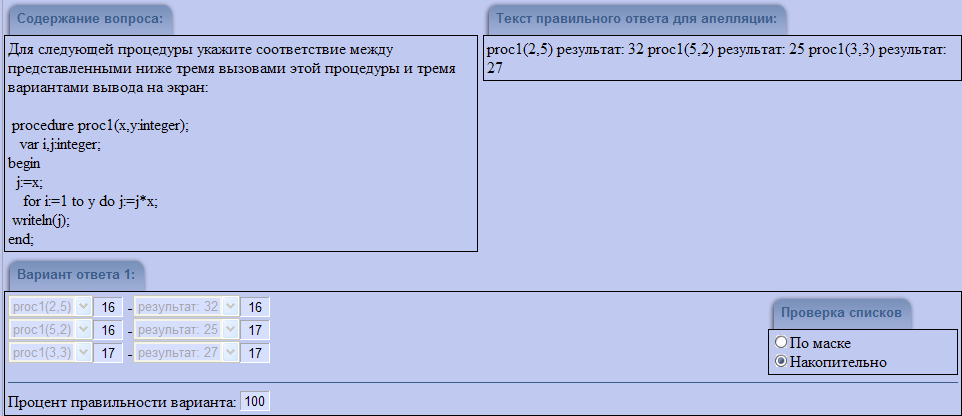 Содержание вопроса:
Текст правильного ответа для апелляции:
Для следующей процедуры укажите соответствие между
представленными ниже тремя вызовами этой процедуры и тремя
вариантами вывода на экран:
procedure proc1(x,y:integer);
var i,j:integer;
begin
j:=x;
for i:=1 to y do j:=j*x;
writeln(j);
end;
proc1(2,5) результат: 32 proc1(5,2) результат: 25 proc1(3,3) результат:
27
Вариант ответа 1:
proc1(2,5) 16 - результат: 32 16
proc1(5,2) 16 - результат: 25 17
proc1(3,3) 17 - результат: 27 17
Проверка списков
По маске
Накопительно
Процент правильности варианта: 100